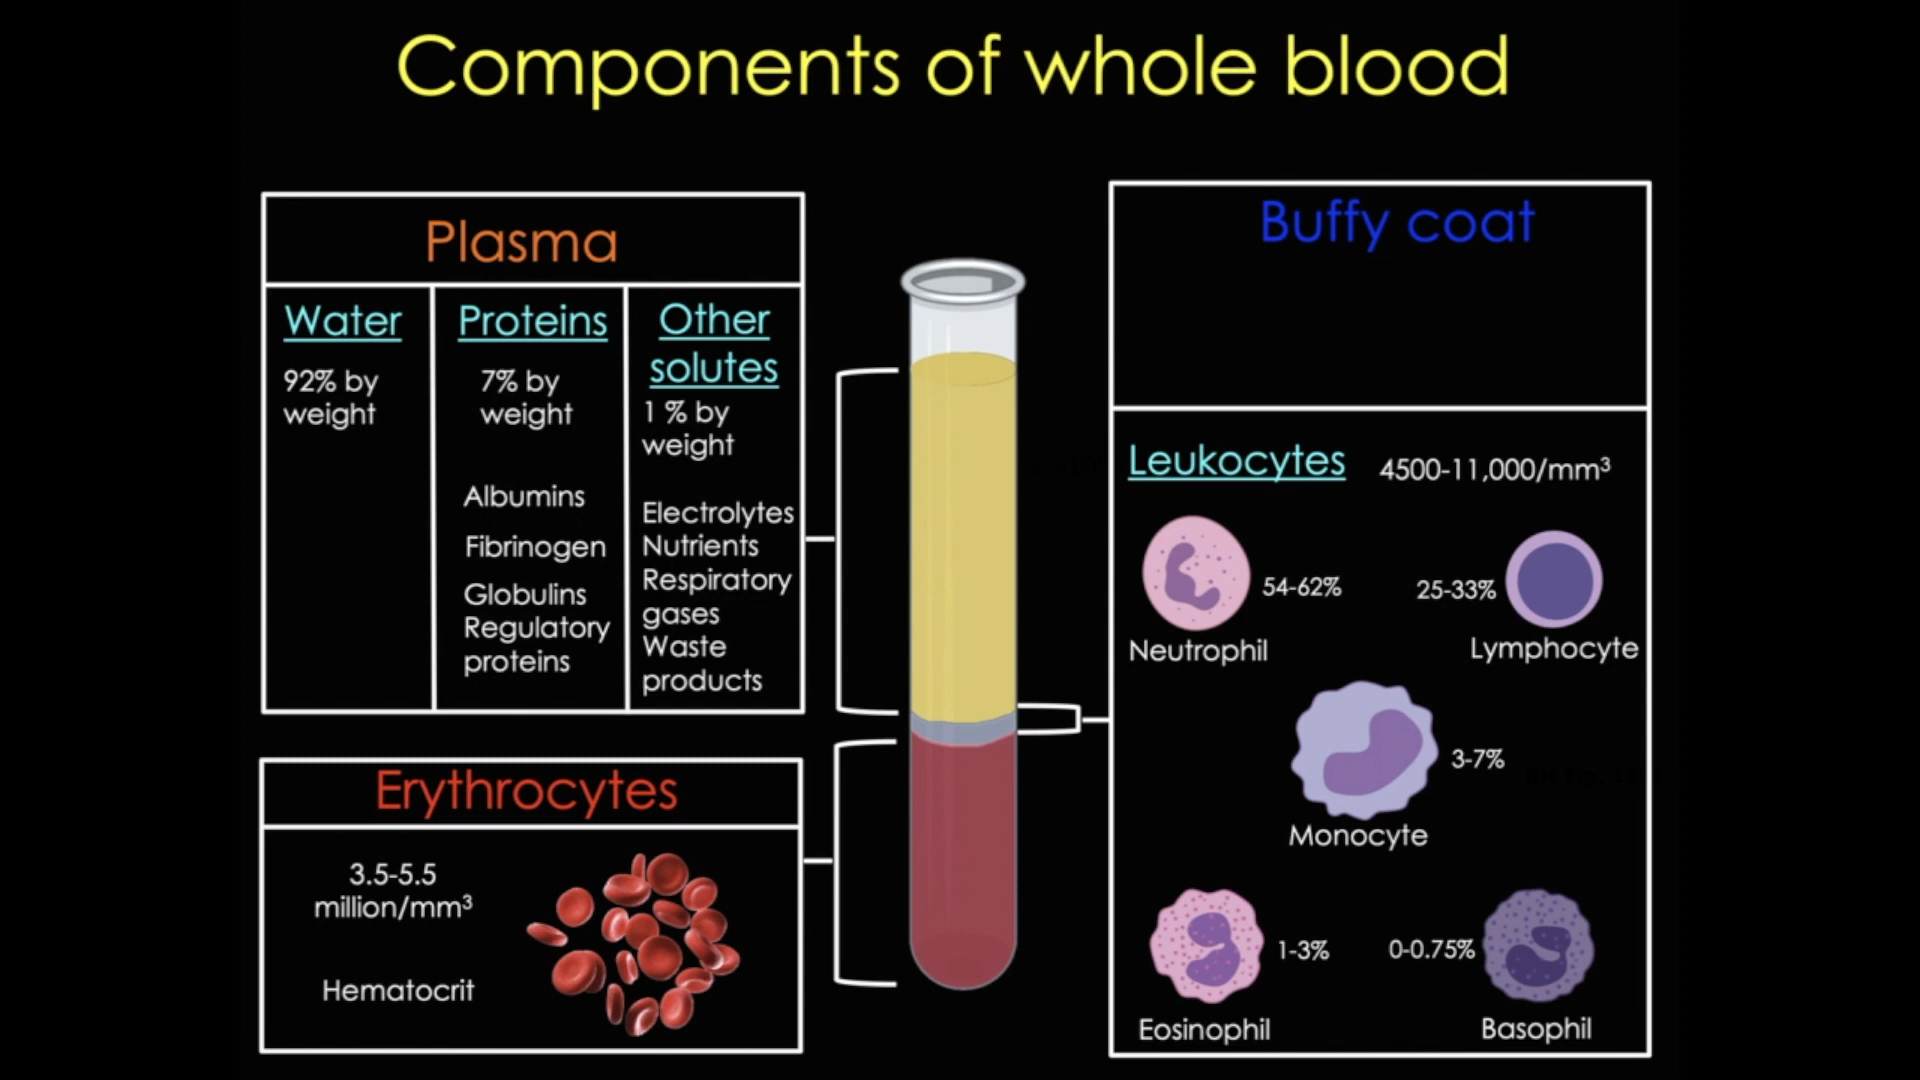 Components of whole blood
Plasma
Water
92% by
weight
Proteins
7% by
weight
Albumins
Fibrinogen
Globulins
Regulatory
proteins
Other
solutes
1 % by
weight
Electrolytes
Nutrients
Respiratory
gases
Waste
products
Erythrocytes
3.5-5.5
million/mm³
Hematocrit
Buffy coat
Leukocytes 4500-11,000/mm³
54-62%
Neutrophil
25-33%
Lymphocyte
3-7%
Monocyte
1-3%
Eosinophil
0-0.75%
Basophil